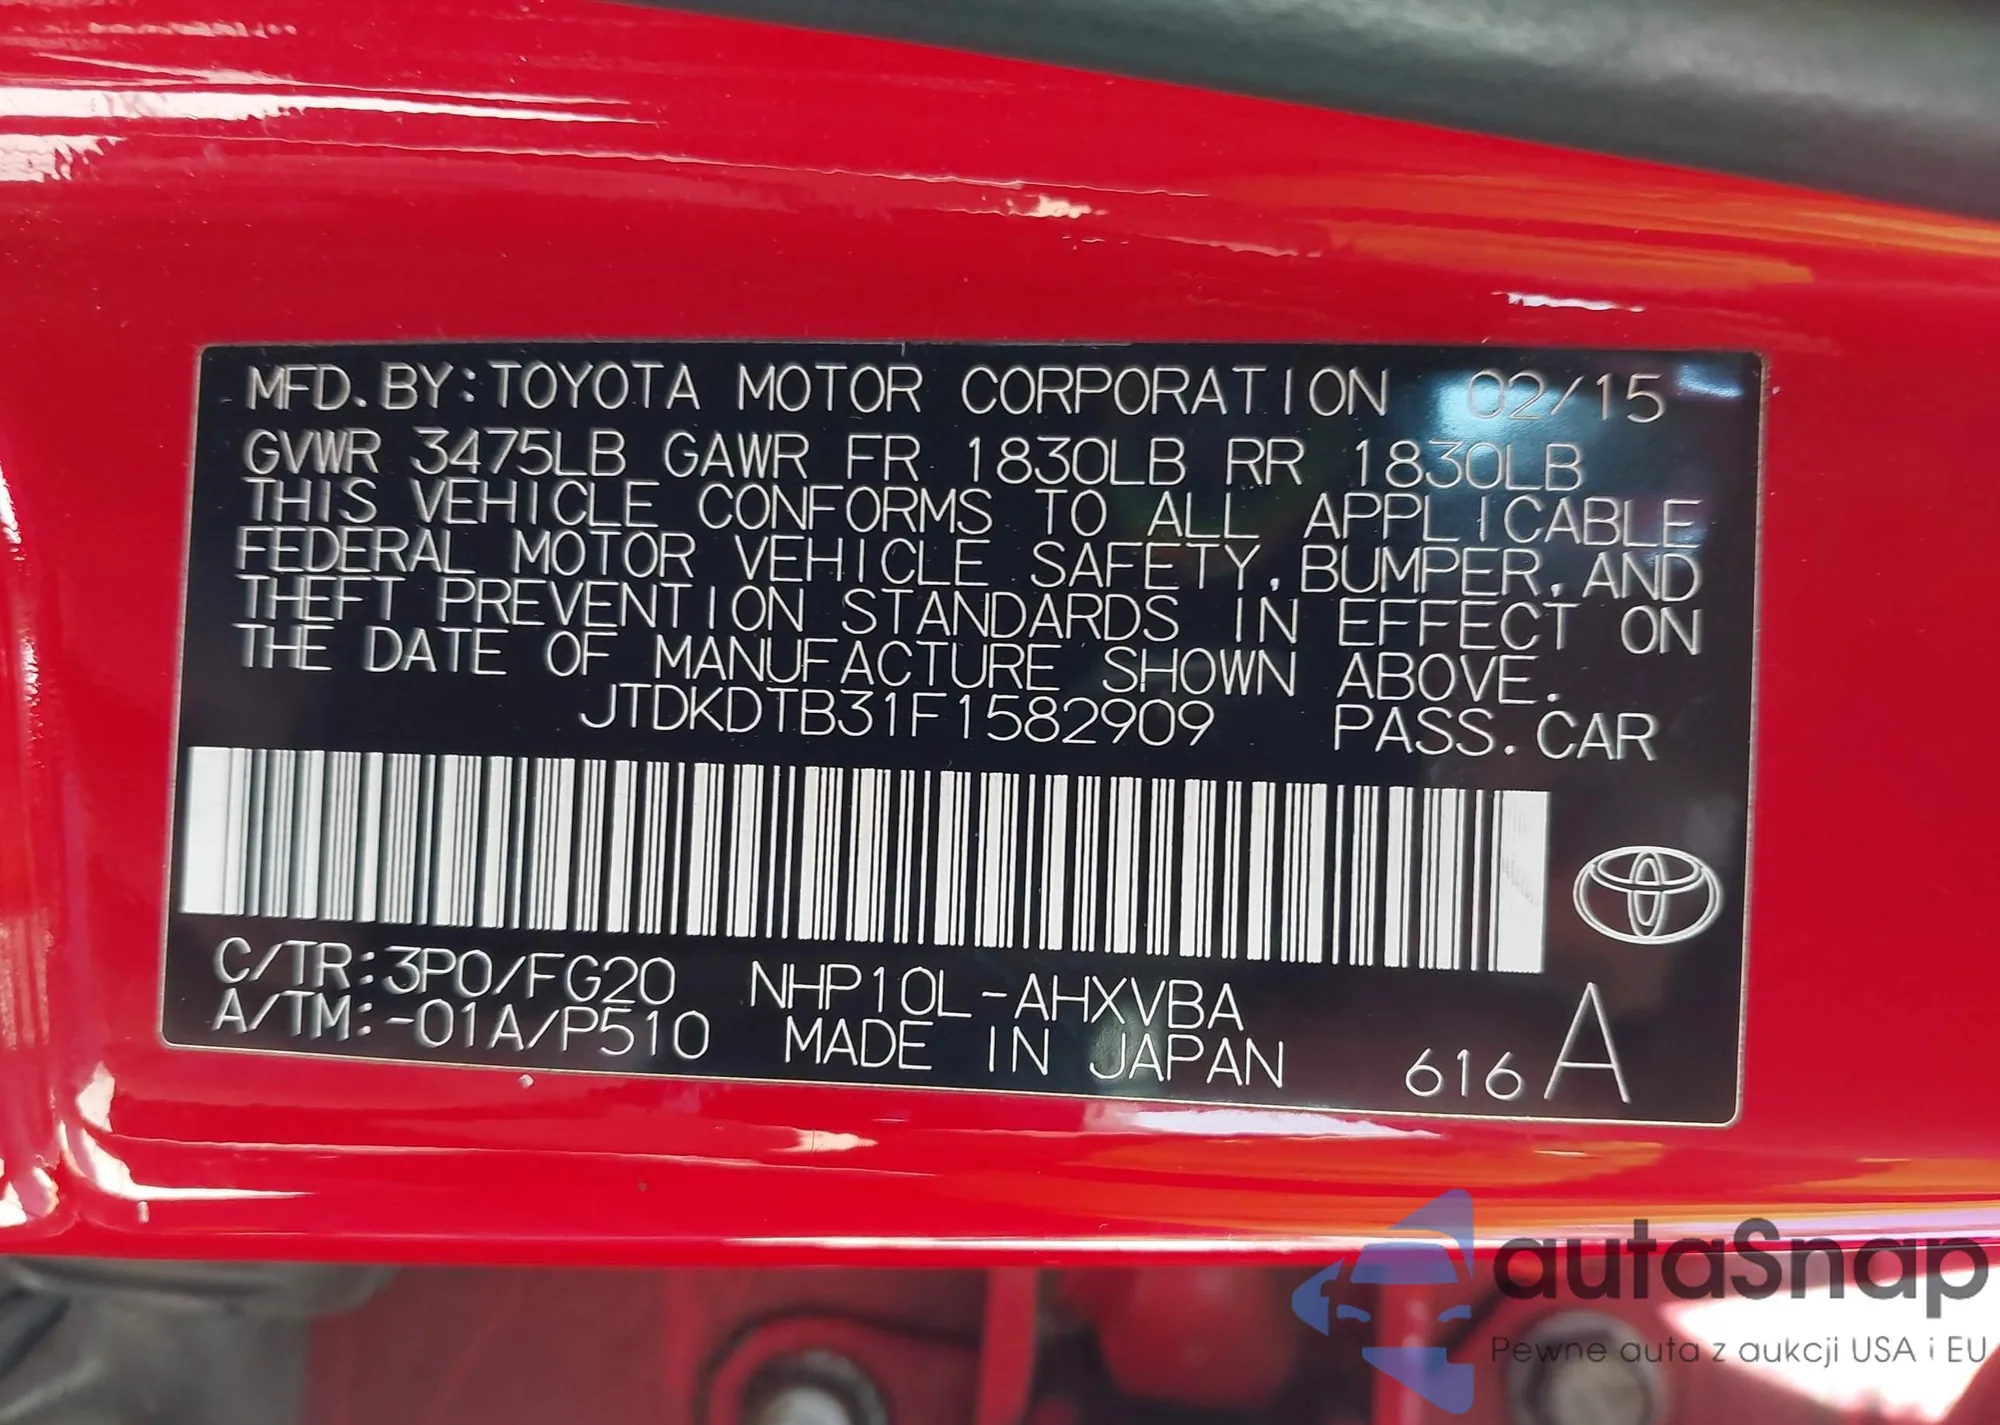 MFD. BY: TOYOTA MOTOR CORPORATION 02/15
GVWR 3475LB GAWR FR 1830LB RR 1830LB
THIS VEHICLE CONFORMS TO ALL APPLICABLE
FEDERAL MOTOR VEHICLE SAFETY, BUMPER, AND
THEFT PREVENTION STANDARDS IN EFFECT ON
THE DATE OF MANUFACTURE SHOWN ABOVE.
JTDKDTB31F1582909 PASS. CAR
C/TR: 3P0/FG20 NHP10L-AHXVBA
A/TM: -01A/P510 MADE IN JAPAN 616 A
autaSnap
Pewne auta z aukcji USA i EU